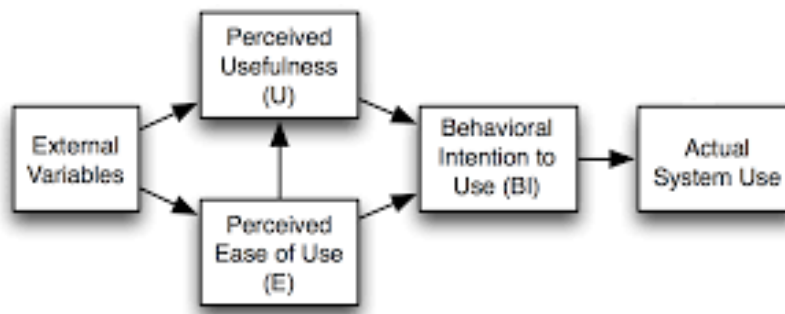 Perceived
Usefulness
(U)
External
Variables
Behavioral
Intention to
Use (BI)
Actual
System Use
Perceived
Ease of Use
(E)